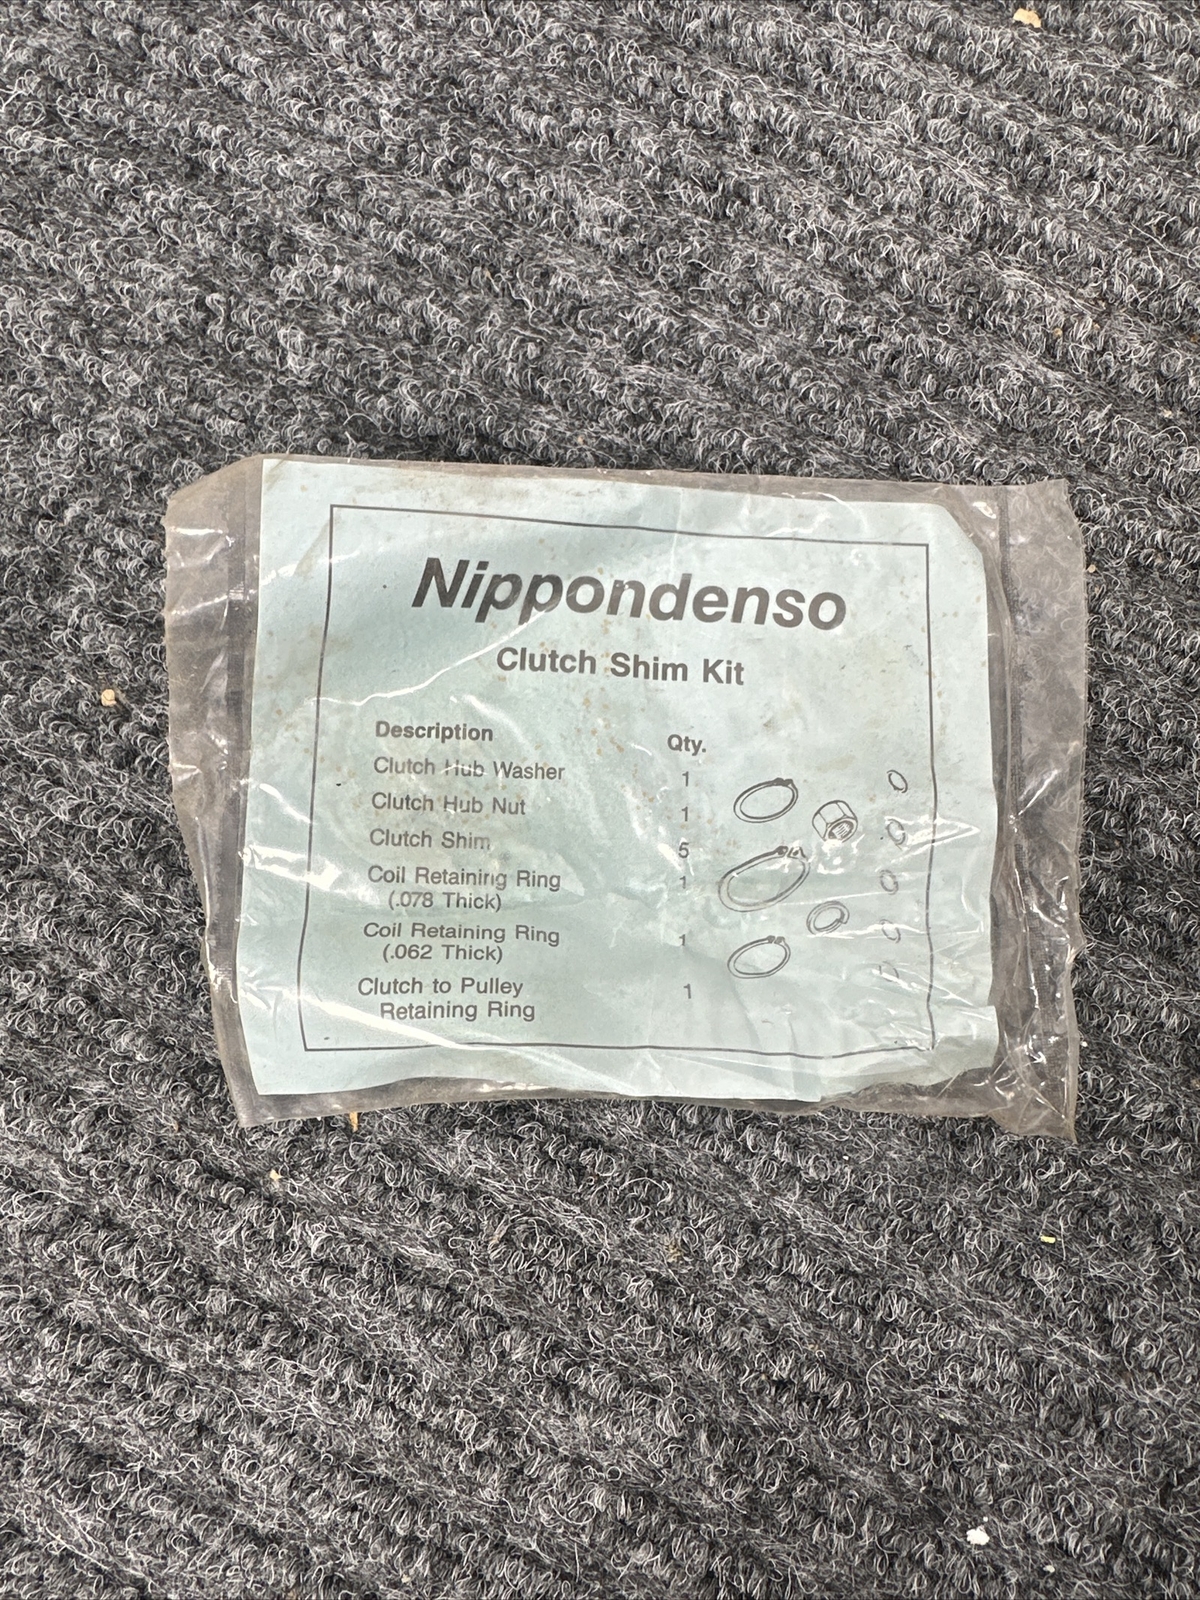 Nippondenso
Clutch Shim Kit
Description Qty.
Clutch Hub Washer 1
Clutch Hub Nut 1
Clutch Shim 5
Coil Retaining Ring 1
(.078 Thick)
Coil Retaining Ring 1
(.062 Thick)
Clutch to Pulley 1
Retaining Ring